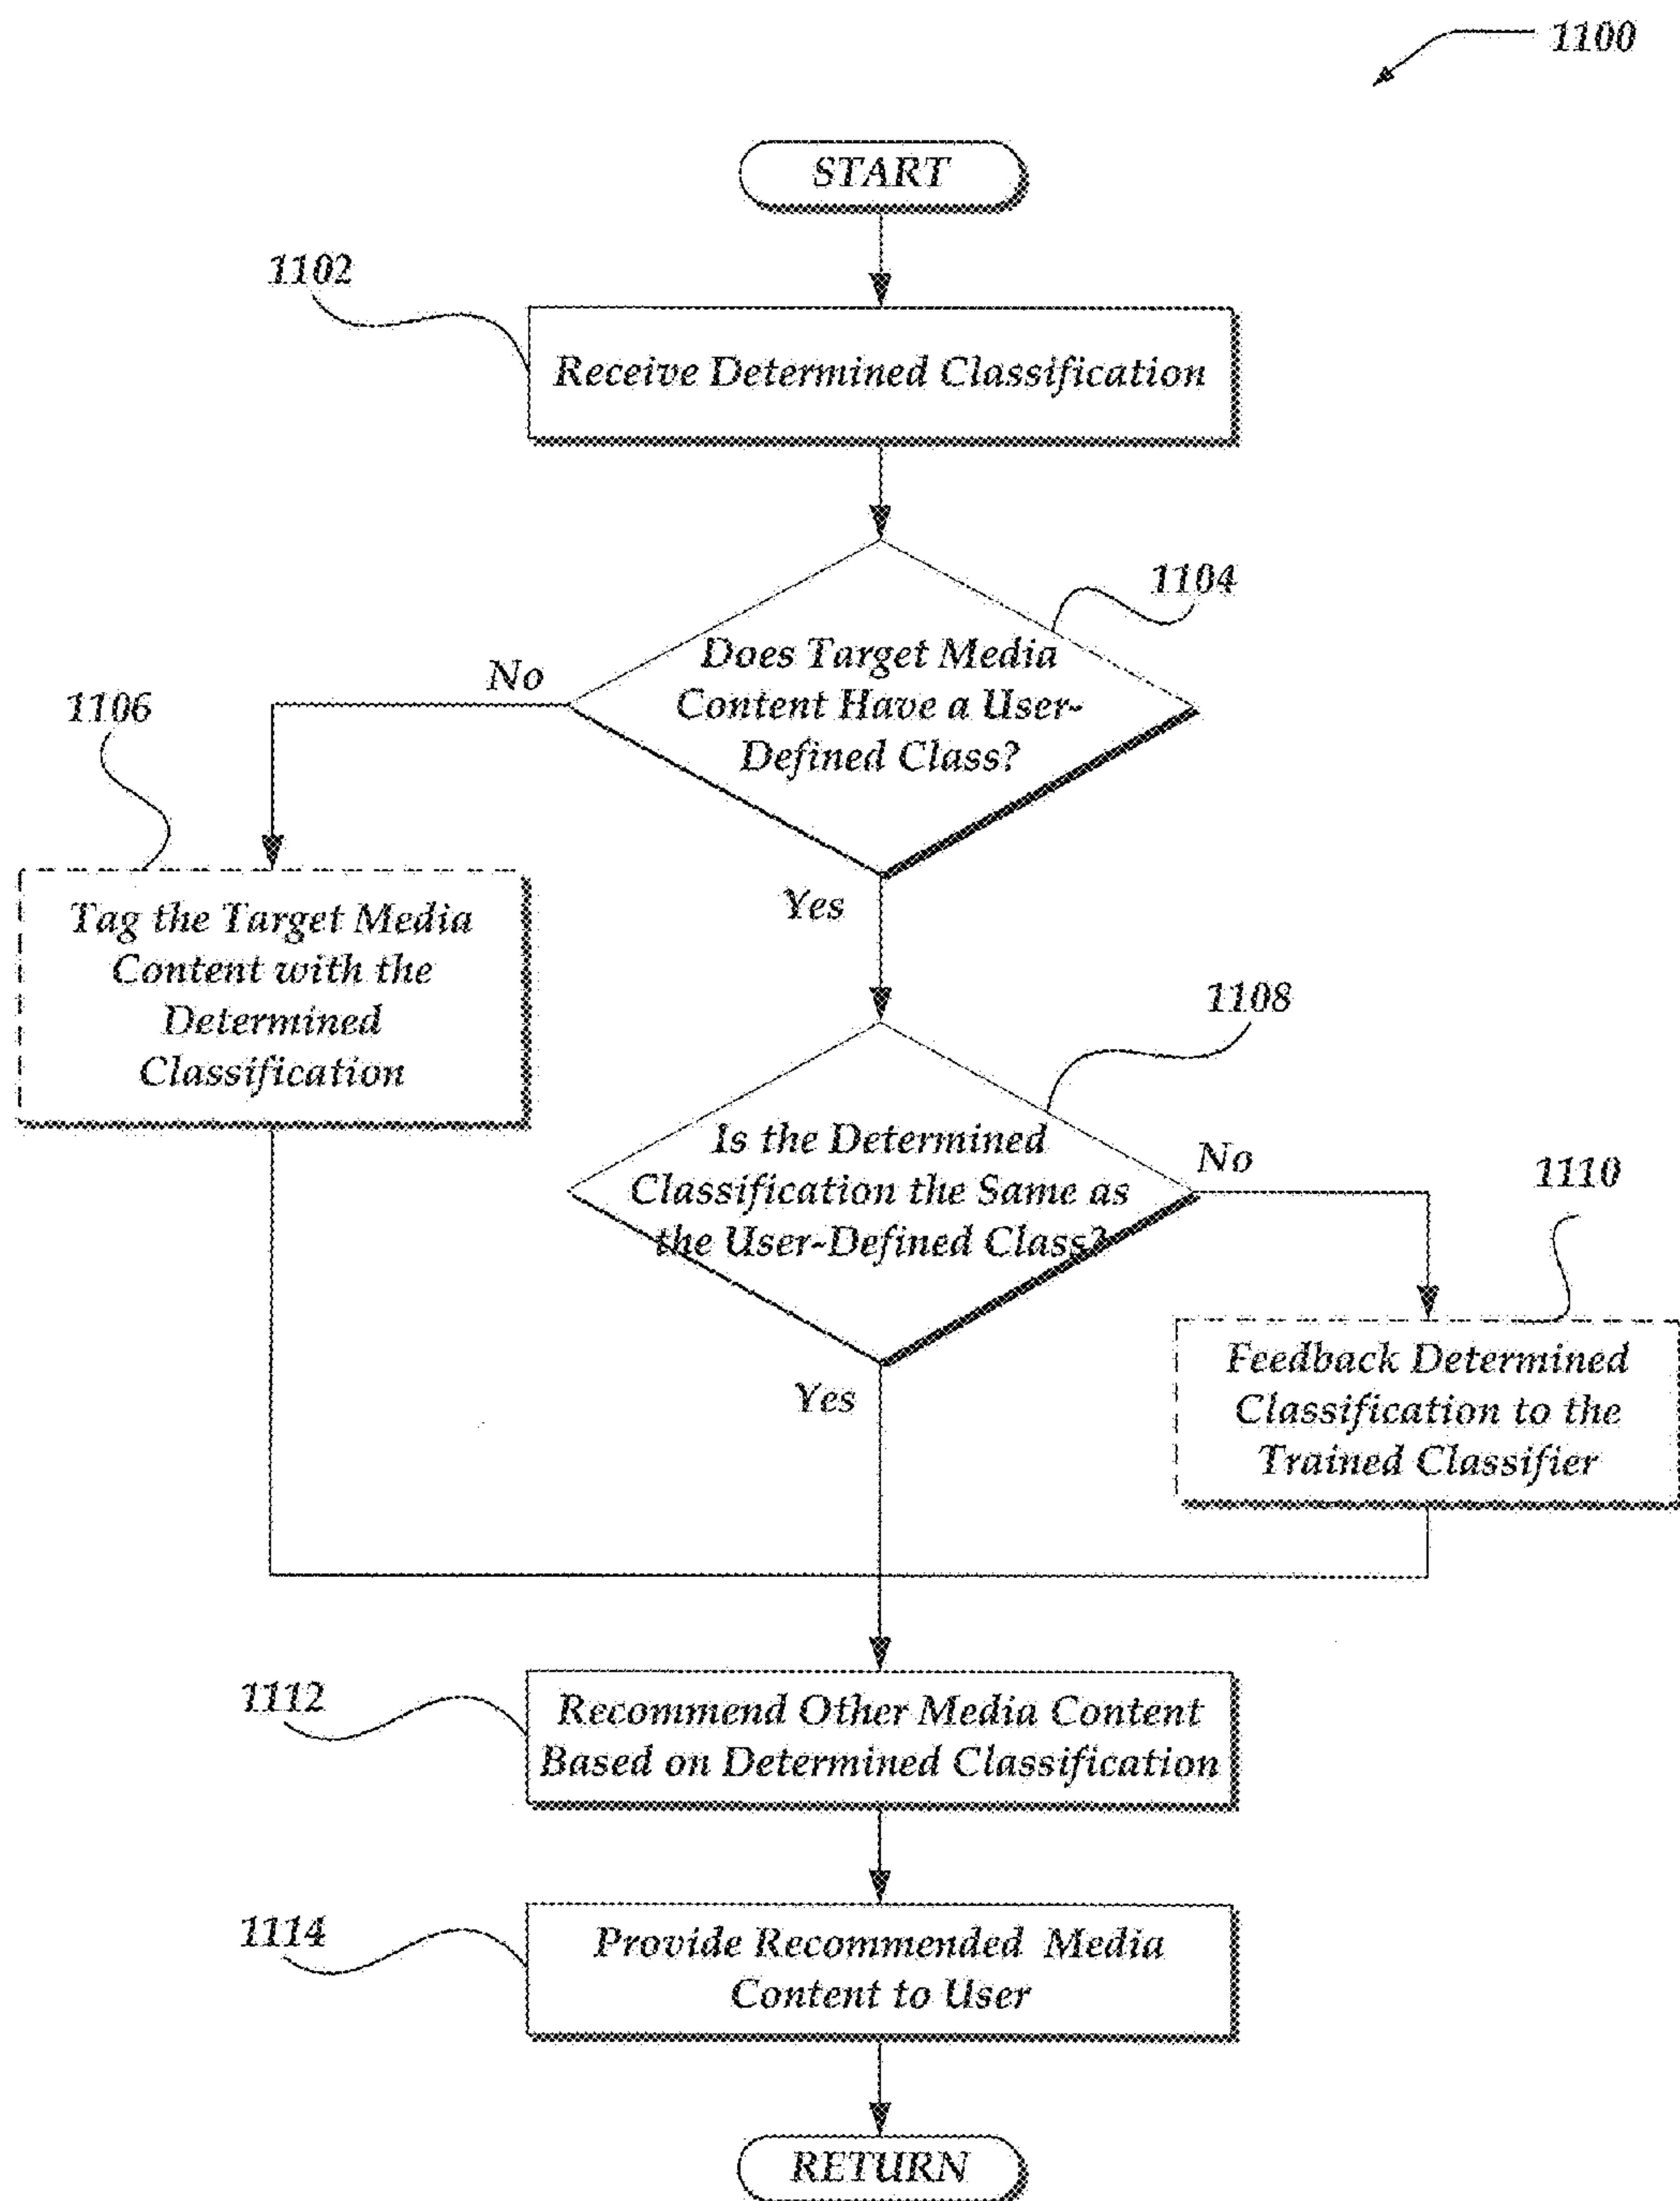 1100
START
1102
Receive Determined Classification
1104
Does Target Media
Content Have a User-
Defined Class?
No
1106
Yes
Tag the Target Media
Content with the
Determined
Classification
1108
Is the Determined
Classification the Same as
the User-Defined Class?
No
1110
Yes
Feedback Determined
Classification to the
Trained Classifier
1112
Recommend Other Media Content
Based on Determined Classification
1114
Provide Recommended Media
Content to User
RETURN